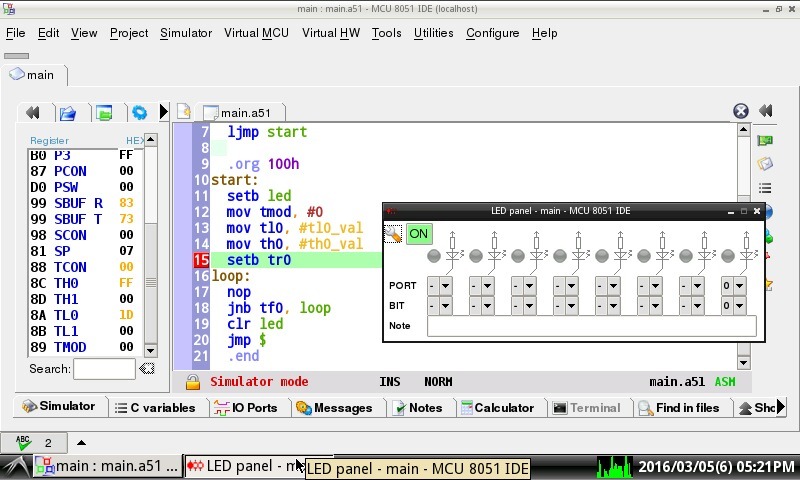 main : main.a51 - MCU 8051 IDE (localhost)
File Edit View Project Simulator Virtual MCU Virtual HW Tools Utilities Configure Help
main
main.a51
Register HEX
B0 P3 FF
87 PCON 00
D0 PSW 00
99 SBUF R 83
99 SBUF T 73
98 SCON 00
81 SP 07
88 TCON 00
8C TH0 FF
8D TH1 00
8A TL0 1D
8B TL1 00
89 TMOD 00
Search:
7 ljmp start
8
9 .org 100h
10 start:
11 setb led
12 mov tmod, #0
13 mov tl0, #tl0_val
14 mov th0, #th0_val
15 setb tr0
16 loop:
17 nop
18 jnb tf0, loop
19 clr led
20 jmp $
21 .end
LED panel - main - MCU 8051 IDE
ON
PORT - - - - - - - 0
BIT - - - - - - - 0
Note
Simulator mode INS NORM main.a51 ASM
Simulator C variables IO Ports Messages Notes Calculator Terminal Find in files Sho
ABC 2
main : main.a51 ... LED panel - m
LED panel - main - MCU 8051 IDE
2016/03/05(6) 05:21PM